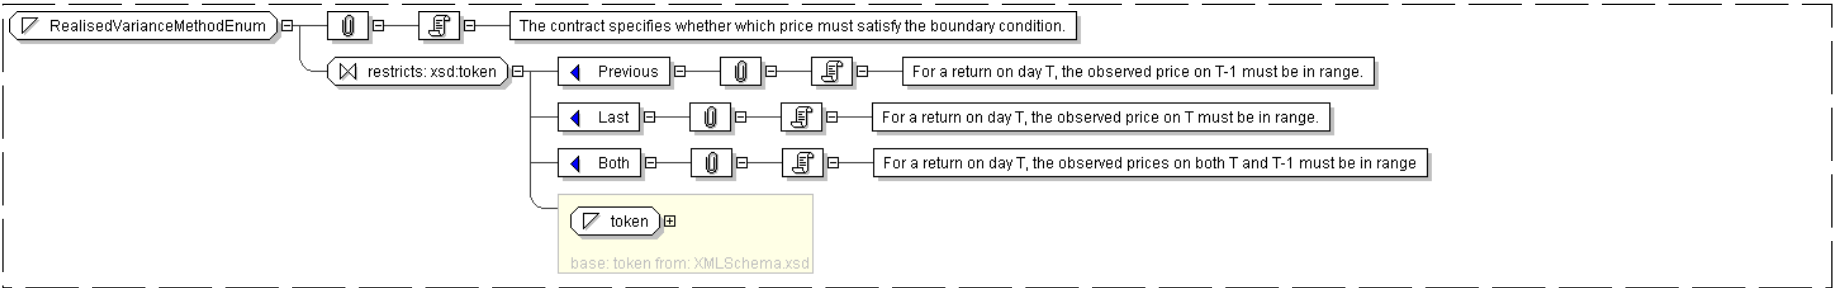 RealisedVarianceMethodEnum The contract specifies whether which price must satisfy the boundary condition.
restricts: xsd:token Previous For a return on day T, the observed price on T-1 must be in range.
Last For a return on day T, the observed price on T must be in range.
Both For a return on day T, the observed prices on both T and T-1 must be in range
token
base: token from: XMLSchema.xsd